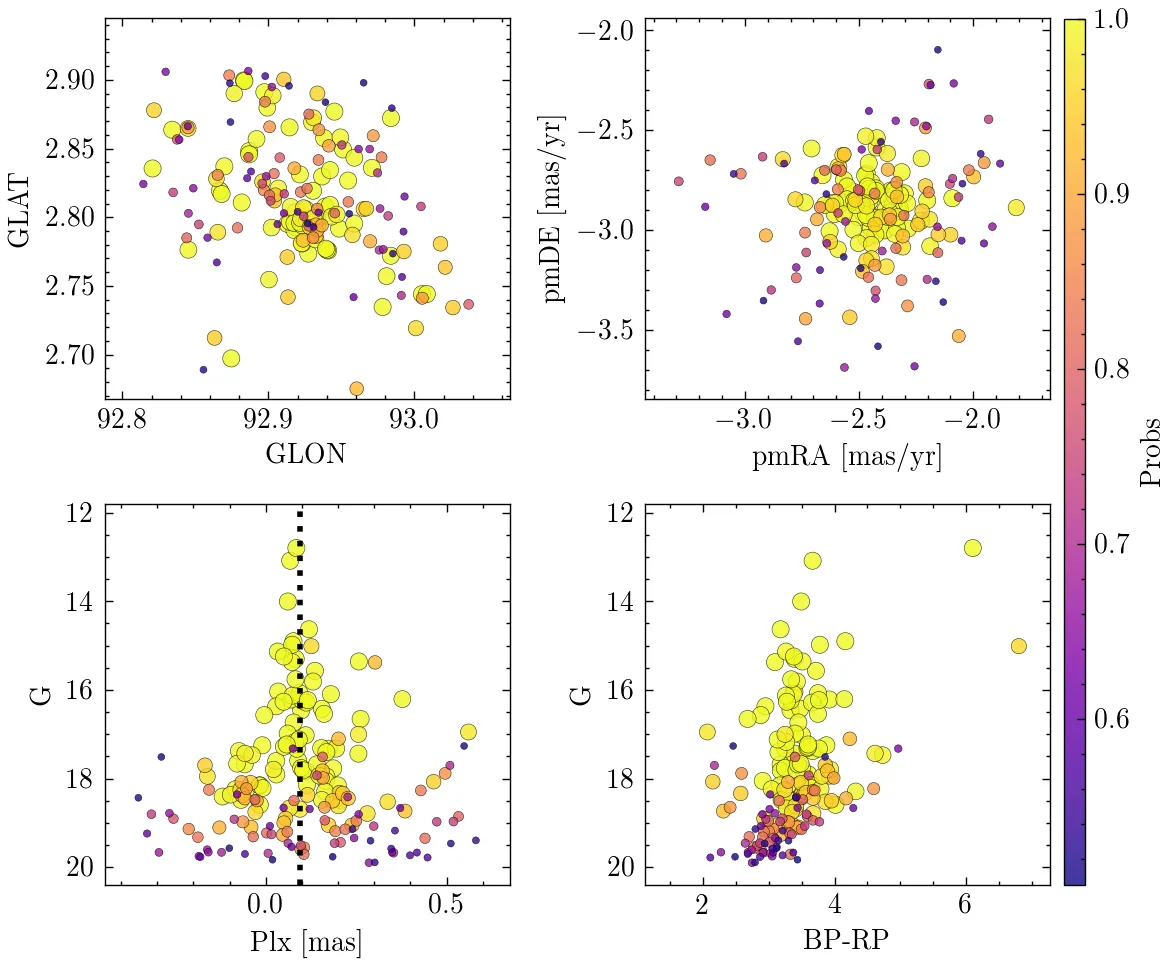 2.90
2.85
2.80
2.75
2.70
GLAT
92.8 92.9 93.0
GLON
−2.0
−2.5
−3.0
−3.5
pmDE [mas/yr]
−3.0 −2.5 −2.0
pmRA [mas/yr]
12
14
16
18
20
G
0.0 0.5
Plx [mas]
12
14
16
18
20
G
2 4 6
BP-RP
1.0
0.9
0.8
0.7
0.6
Probs